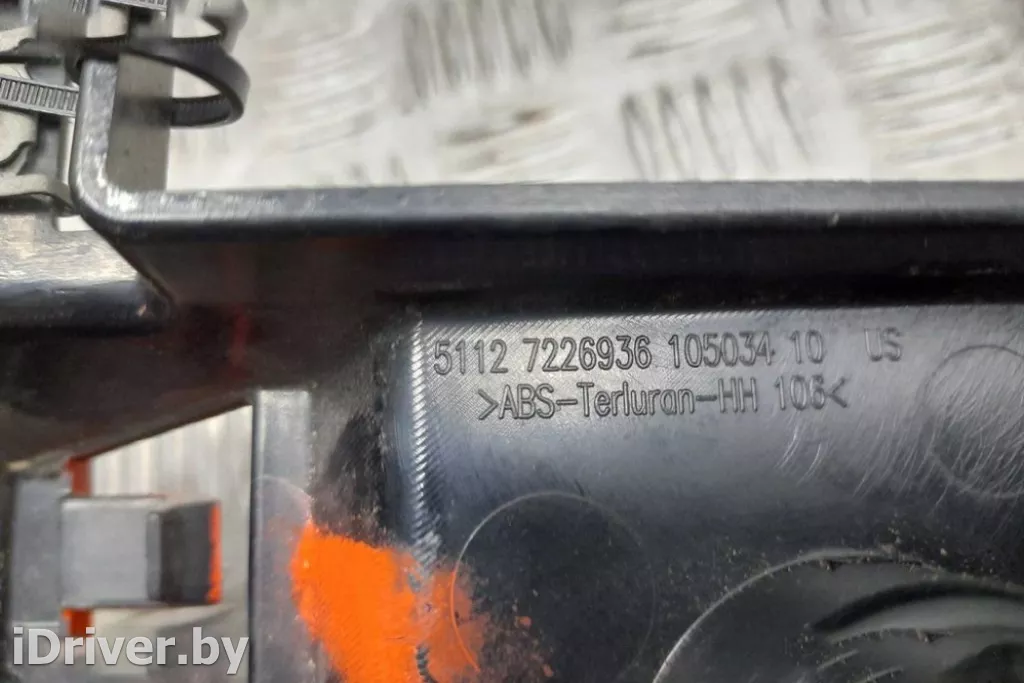 5112 7226936 105034 10 US
>ABS-Terluran-HH 106<
iDriver.by